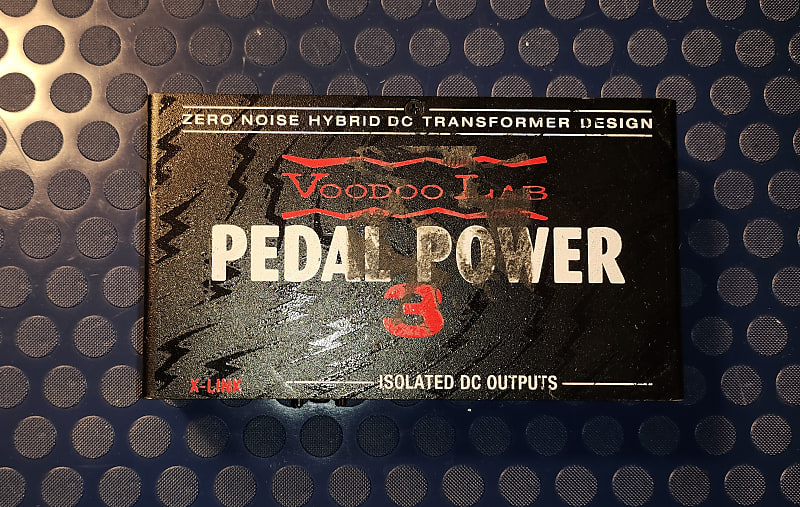 ZERO NOISE HYBRID DC TRANSFORMER DESIGN
VOODOO LAB
PEDAL POWER
3
X-LINK
ISOLATED DC OUTPUTS